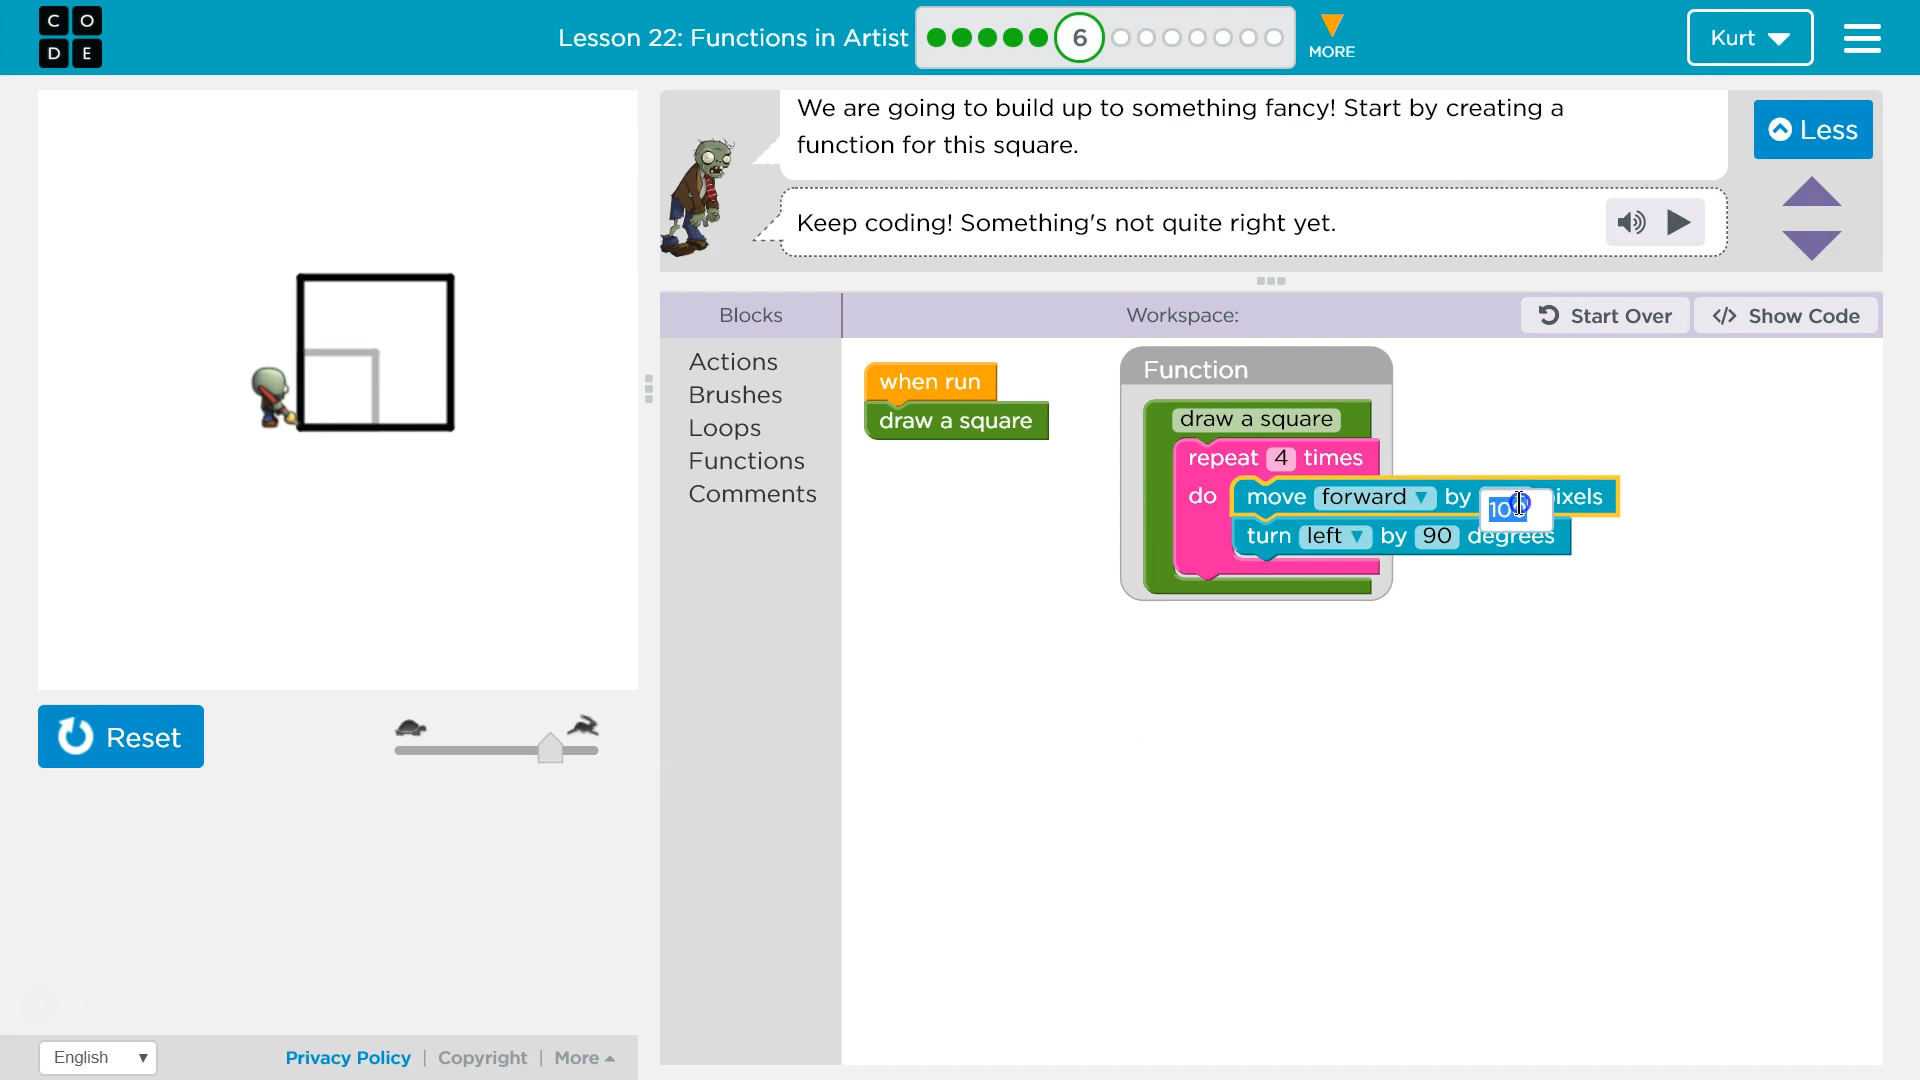 C O
D E
Lesson 22: Functions in Artist
6
MORE
Kurt
We are going to build up to something fancy! Start by creating a
function for this square.
Less
Keep coding! Something's not quite right yet.
Blocks
Workspace:
Start Over
</> Show Code
Actions
Brushes
Loops
Functions
Comments
when run
draw a square
Function
draw a square
repeat 4 times
do
move forward ▼ by pixels
turn left ▼ by 90 degrees
Reset
English ▼
Privacy Policy | Copyright | More